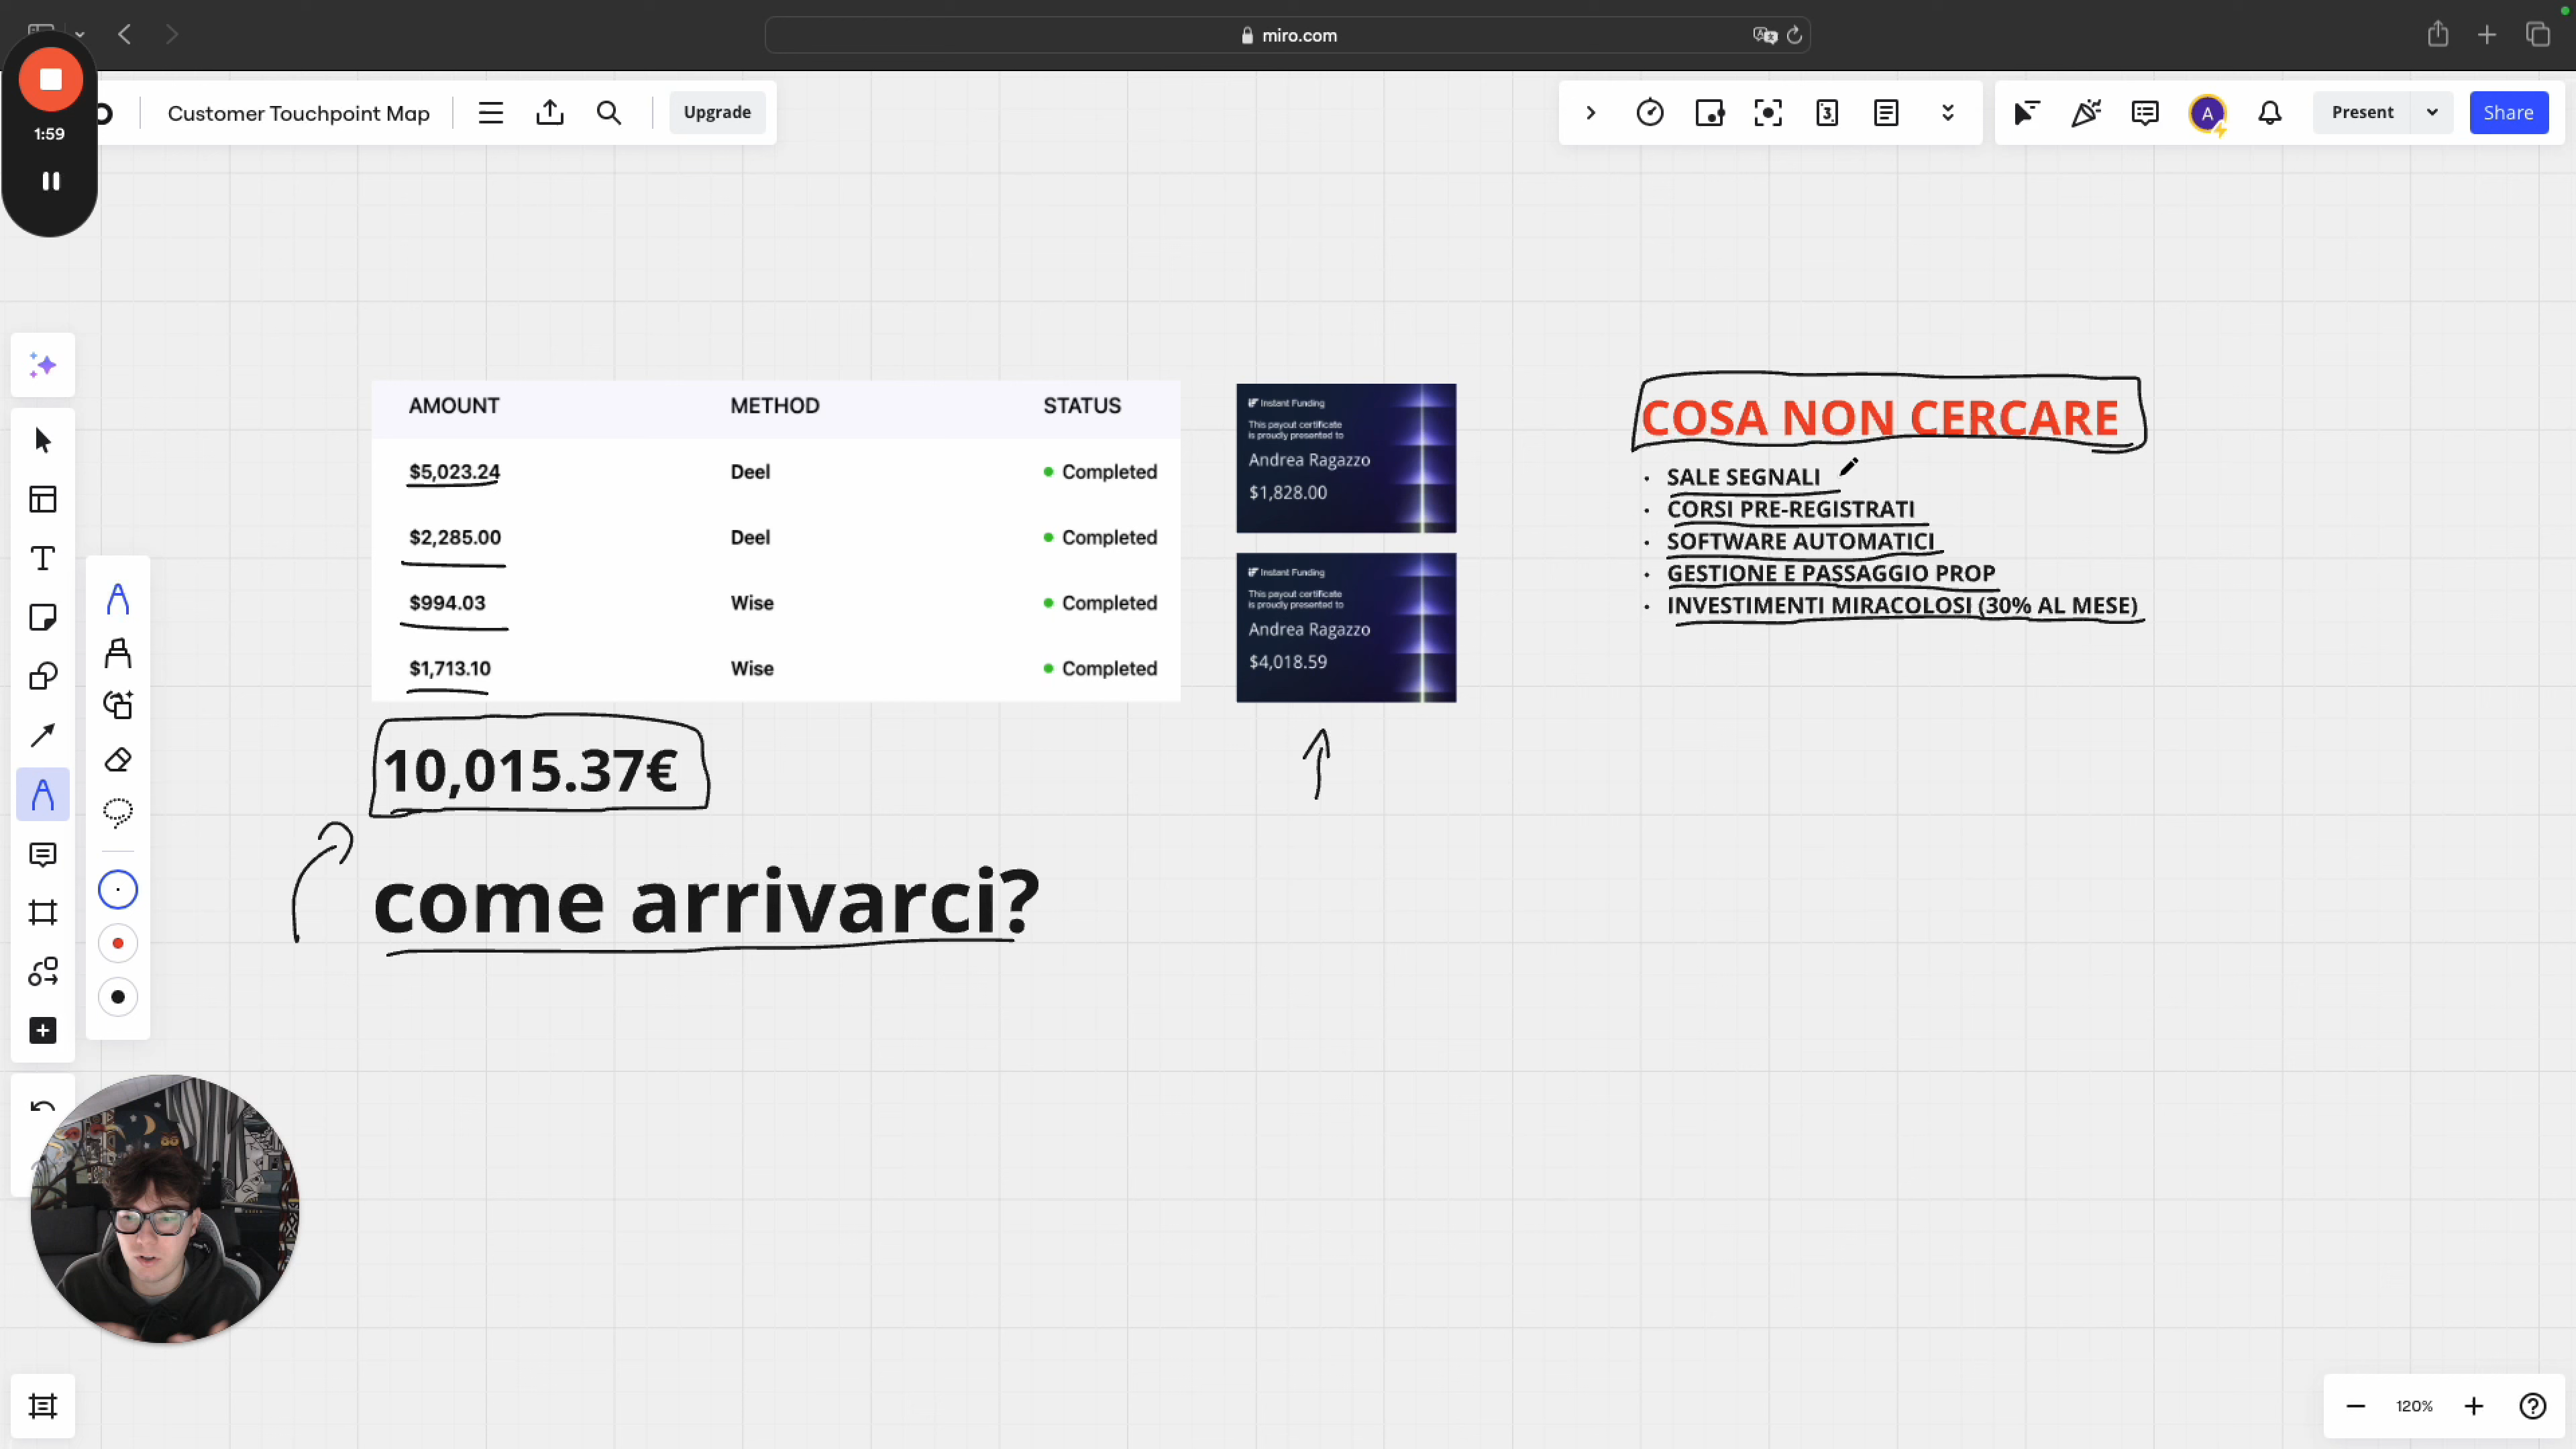 miro.com
1:59
Customer Touchpoint Map
Upgrade
3
A
Present
Share
AMOUNT METHOD STATUS
$5,023.24 Deel Completed
$2,285.00 Deel Completed
$994.03 Wise Completed
$1,713.10 Wise Completed
10,015.37€
come arrivarci?
Instant Funding
This payout certificate
is proudly presented to
Andrea Ragazzo
$1,828.00
Instant Funding
This payout certificate
is proudly presented to
Andrea Ragazzo
$4,018.59
COSA NON CERCARE
· SALE SEGNALI
· CORSI PRE-REGISTRATI
· SOFTWARE AUTOMATICI
· GESTIONE E PASSAGGIO PROP
· INVESTIMENTI MIRACOLOSI (30% AL MESE)
120%